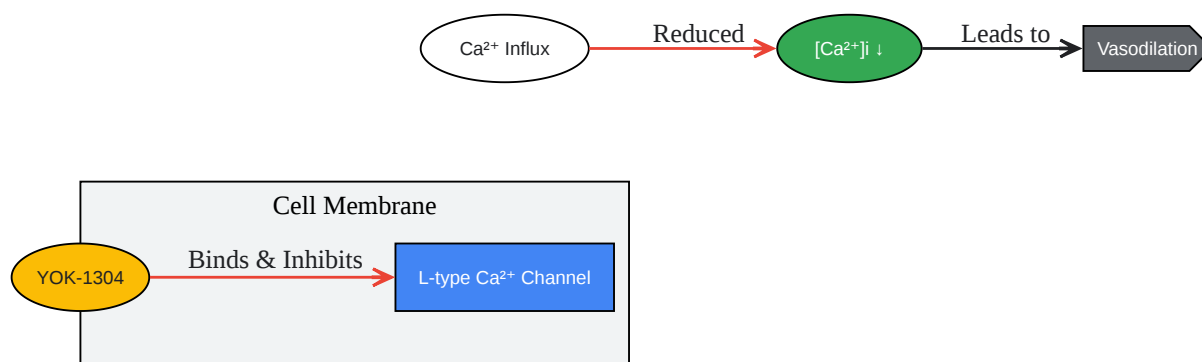 Ca²⁺ Influx
Reduced
[Ca²⁺]i ↓
Leads to
Vasodilation
Cell Membrane
YOK-1304
Binds & Inhibits
L-type Ca²⁺ Channel